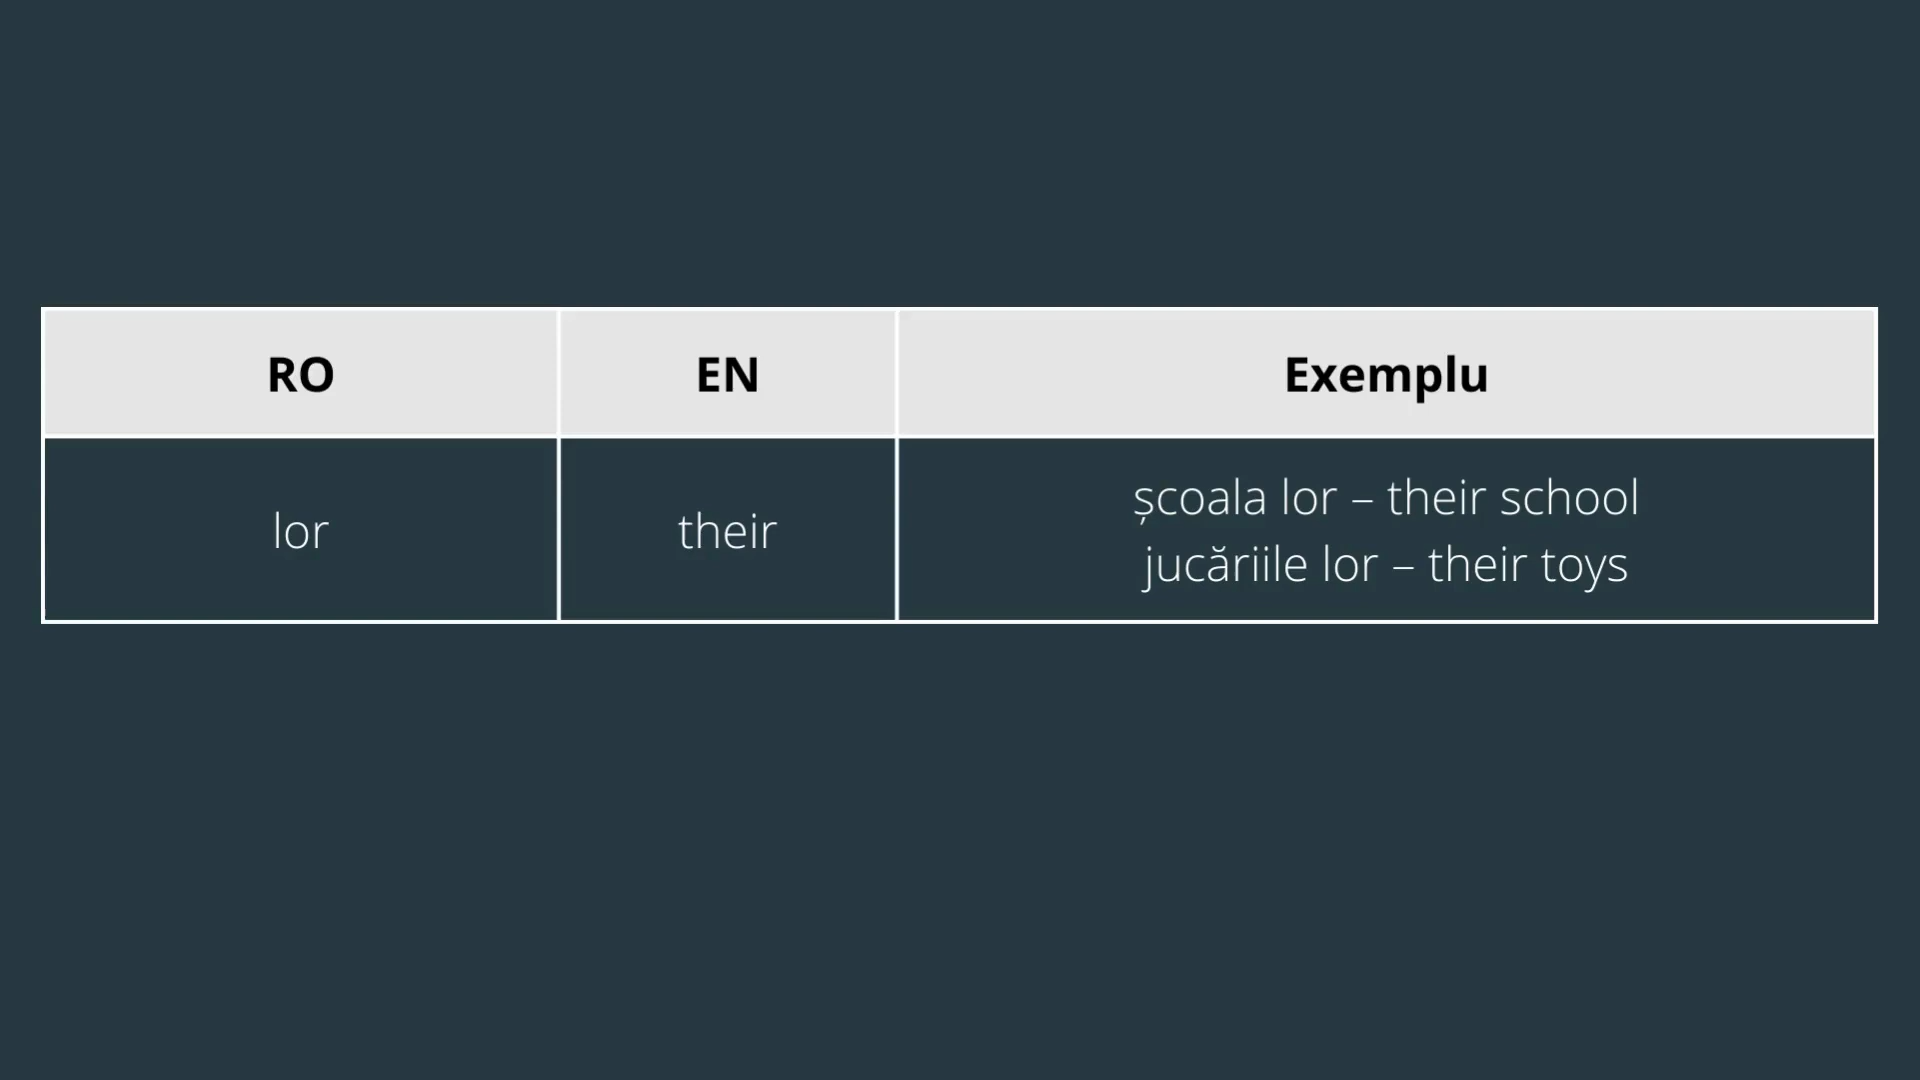 RO EN Exemplu
lor their școala lor – their school
jucăriile lor – their toys